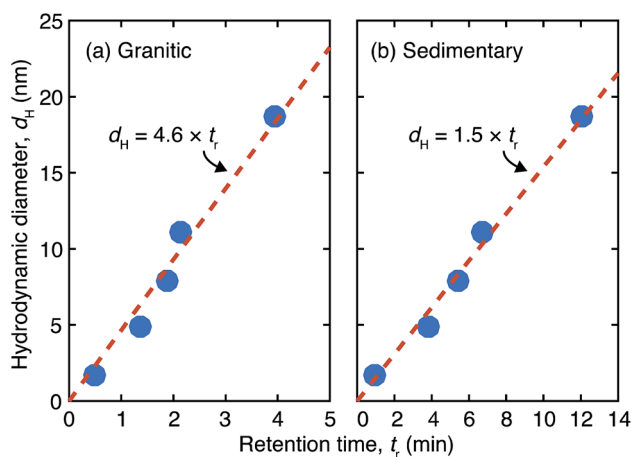 25
20
15
10
5
0
Hydrodynamic diameter, d_H (nm)
(a) Granitic
d_H = 4.6 × t_r
0 1 2 3 4 5
(b) Sedimentary
d_H = 1.5 × t_r
0 2 4 6 8 10 12 14
Retention time, t_r (min)